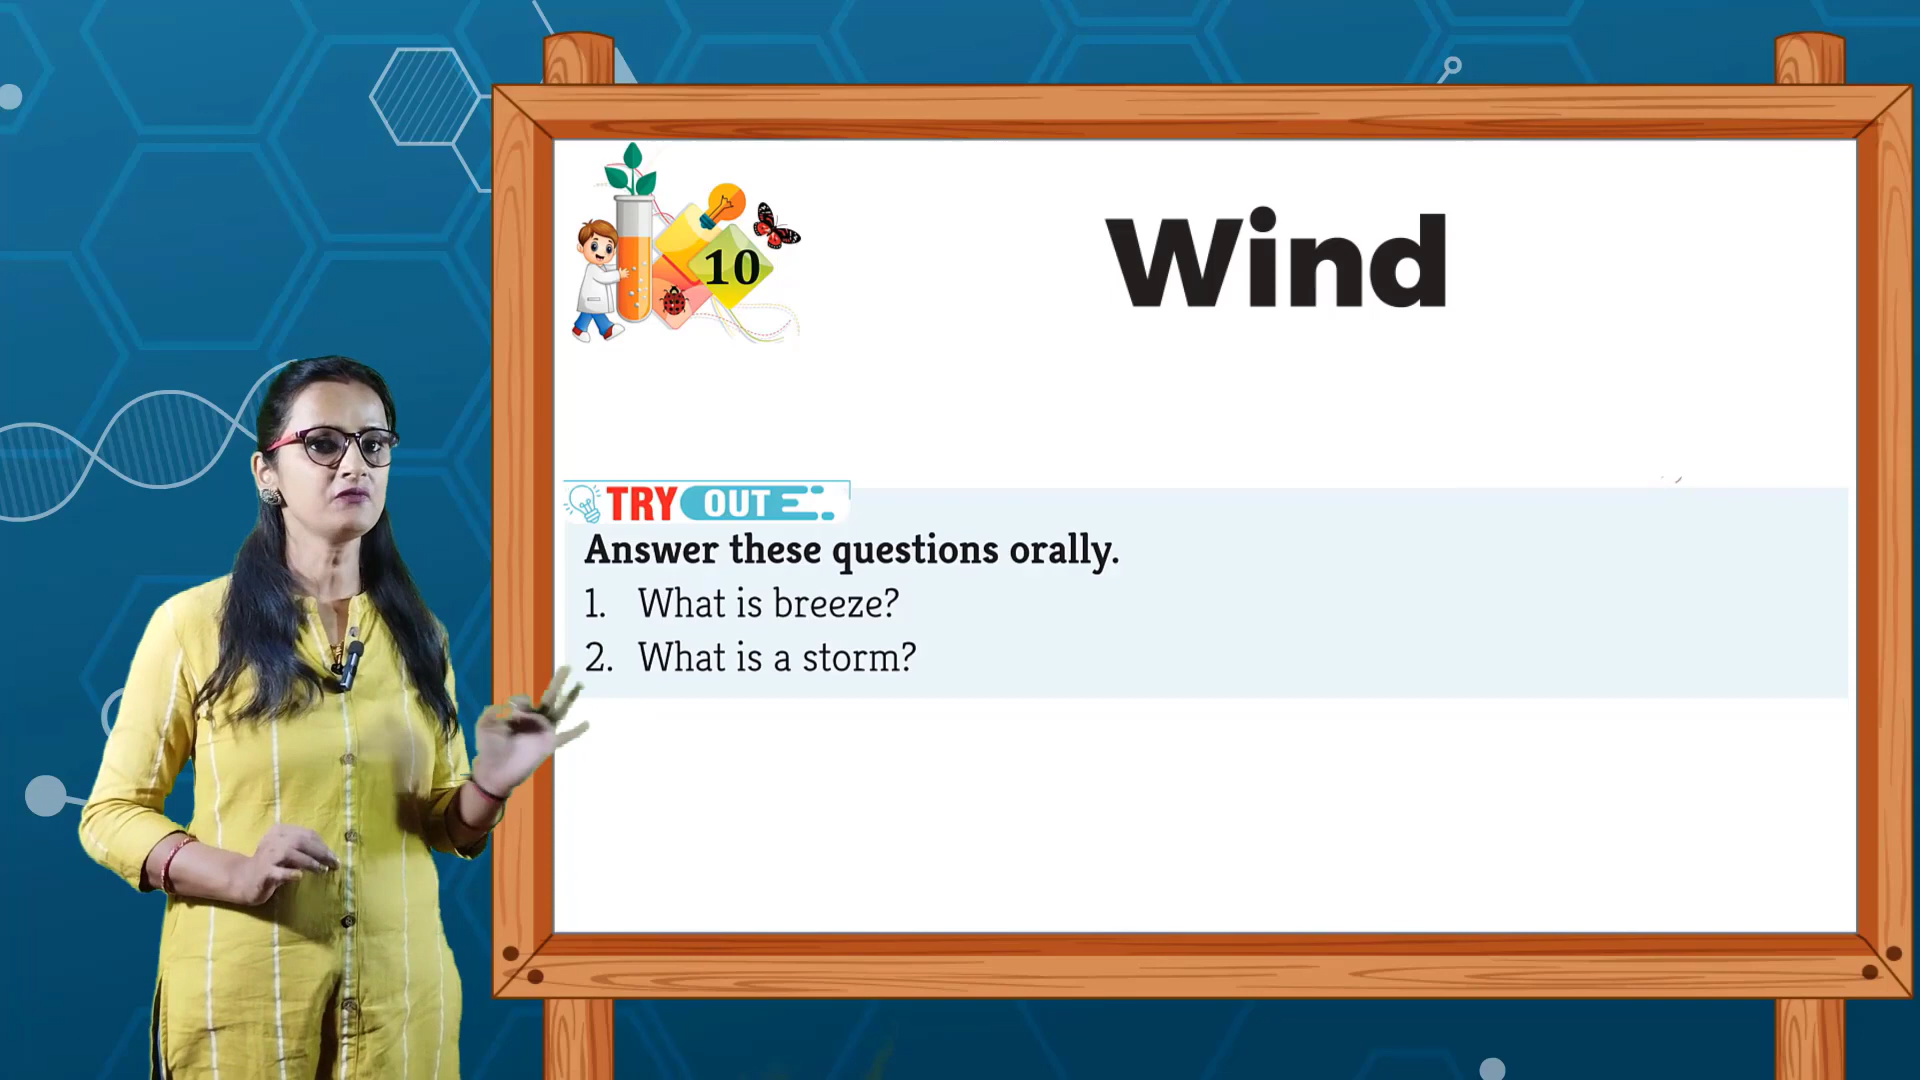 10
Wind
TRY OUT
Answer these questions orally.
1. What is breeze?
2. What is a storm?